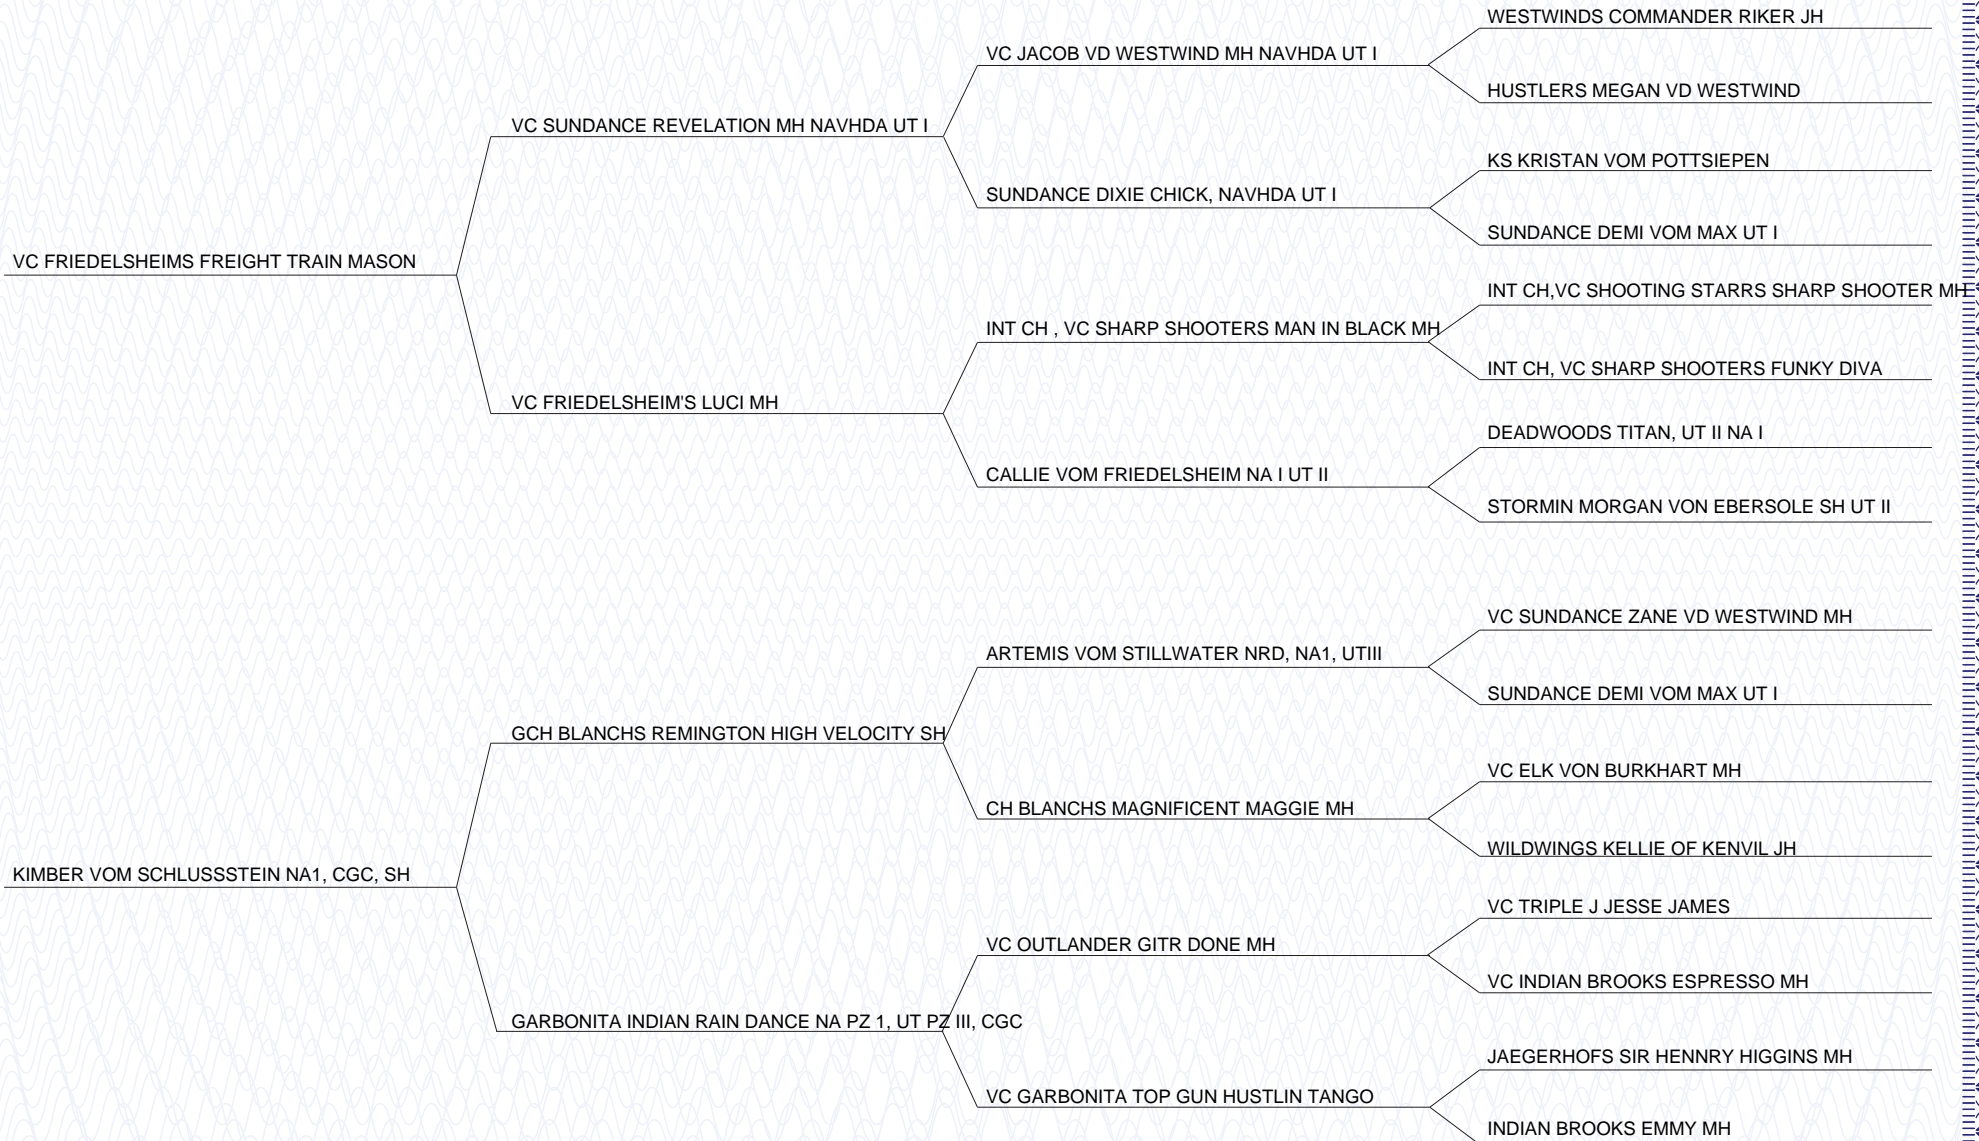 WESTWINDS COMMANDER RIKER JH
VC JACOB VD WESTWIND MH NAVHDA UT I
HUSTLERS MEGAN VD WESTWIND
VC SUNDANCE REVELATION MH NAVHDA UT I
KS KRISTAN VOM POTTSIEPEN
SUNDANCE DIXIE CHICK, NAVHDA UT I
SUNDANCE DEMI VOM MAX UT I
VC FRIEDELSHEIMS FREIGHT TRAIN MASON
INT CH,VC SHOOTING STARRS SHARP SHOOTER MH
INT CH , VC SHARP SHOOTERS MAN IN BLACK MH
INT CH, VC SHARP SHOOTERS FUNKY DIVA
VC FRIEDELSHEIM'S LUCI MH
DEADWOODS TITAN, UT II NA I
CALLIE VOM FRIEDELSHEIM NA I UT II
STORMIN MORGAN VON EBERSOLE SH UT II
VC SUNDANCE ZANE VD WESTWIND MH
ARTEMIS VOM STILLWATER NRD, NA1, UTIII
SUNDANCE DEMI VOM MAX UT I
GCH BLANCHS REMINGTON HIGH VELOCITY SH
VC ELK VON BURKHART MH
CH BLANCHS MAGNIFICENT MAGGIE MH
WILDWINGS KELLIE OF KENVIL JH
KIMBER VOM SCHLUSSSTEIN NA1, CGC, SH
VC TRIPLE J JESSE JAMES
VC OUTLANDER GITR DONE MH
VC INDIAN BROOKS ESPRESSO MH
GARBONITA INDIAN RAIN DANCE NA PZ 1, UT PZ III, CGC
JAEGERHOFS SIR HENNRY HIGGINS MH
VC GARBONITA TOP GUN HUSTLIN TANGO
INDIAN BROOKS EMMY MH